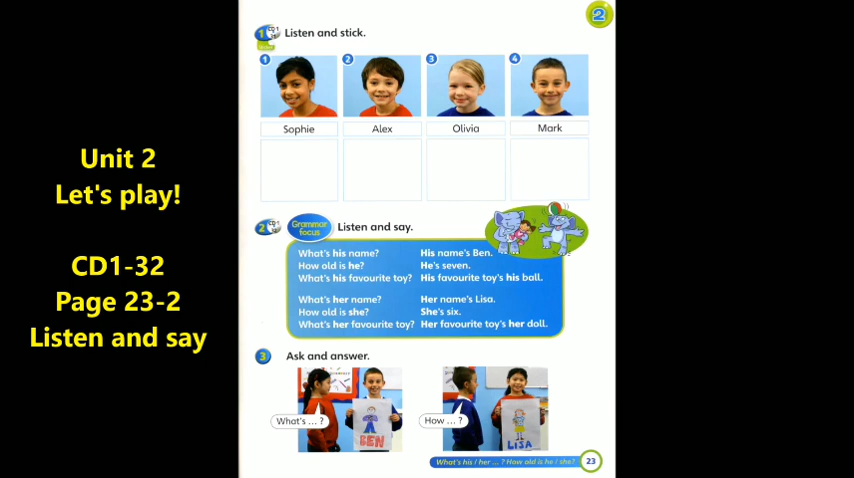 Unit 2
Let's play!
CD1-32
Page 23-2
Listen and say
2
1
Listen and stick.
1
2
3
4
Sophie
Alex
Olivia
Mark
2
Grammar focus
Listen and say.
What's his name? His name's Ben.
How old is he? He's seven.
What's his favourite toy? His favourite toy's his ball.
What's her name? Her name's Lisa.
How old is she? She's six.
What's her favourite toy? Her favourite toy's her doll.
3
Ask and answer.
What's ... ?
BEN
How ... ?
LISA
What's his / her ... ? How old is he / she?
23